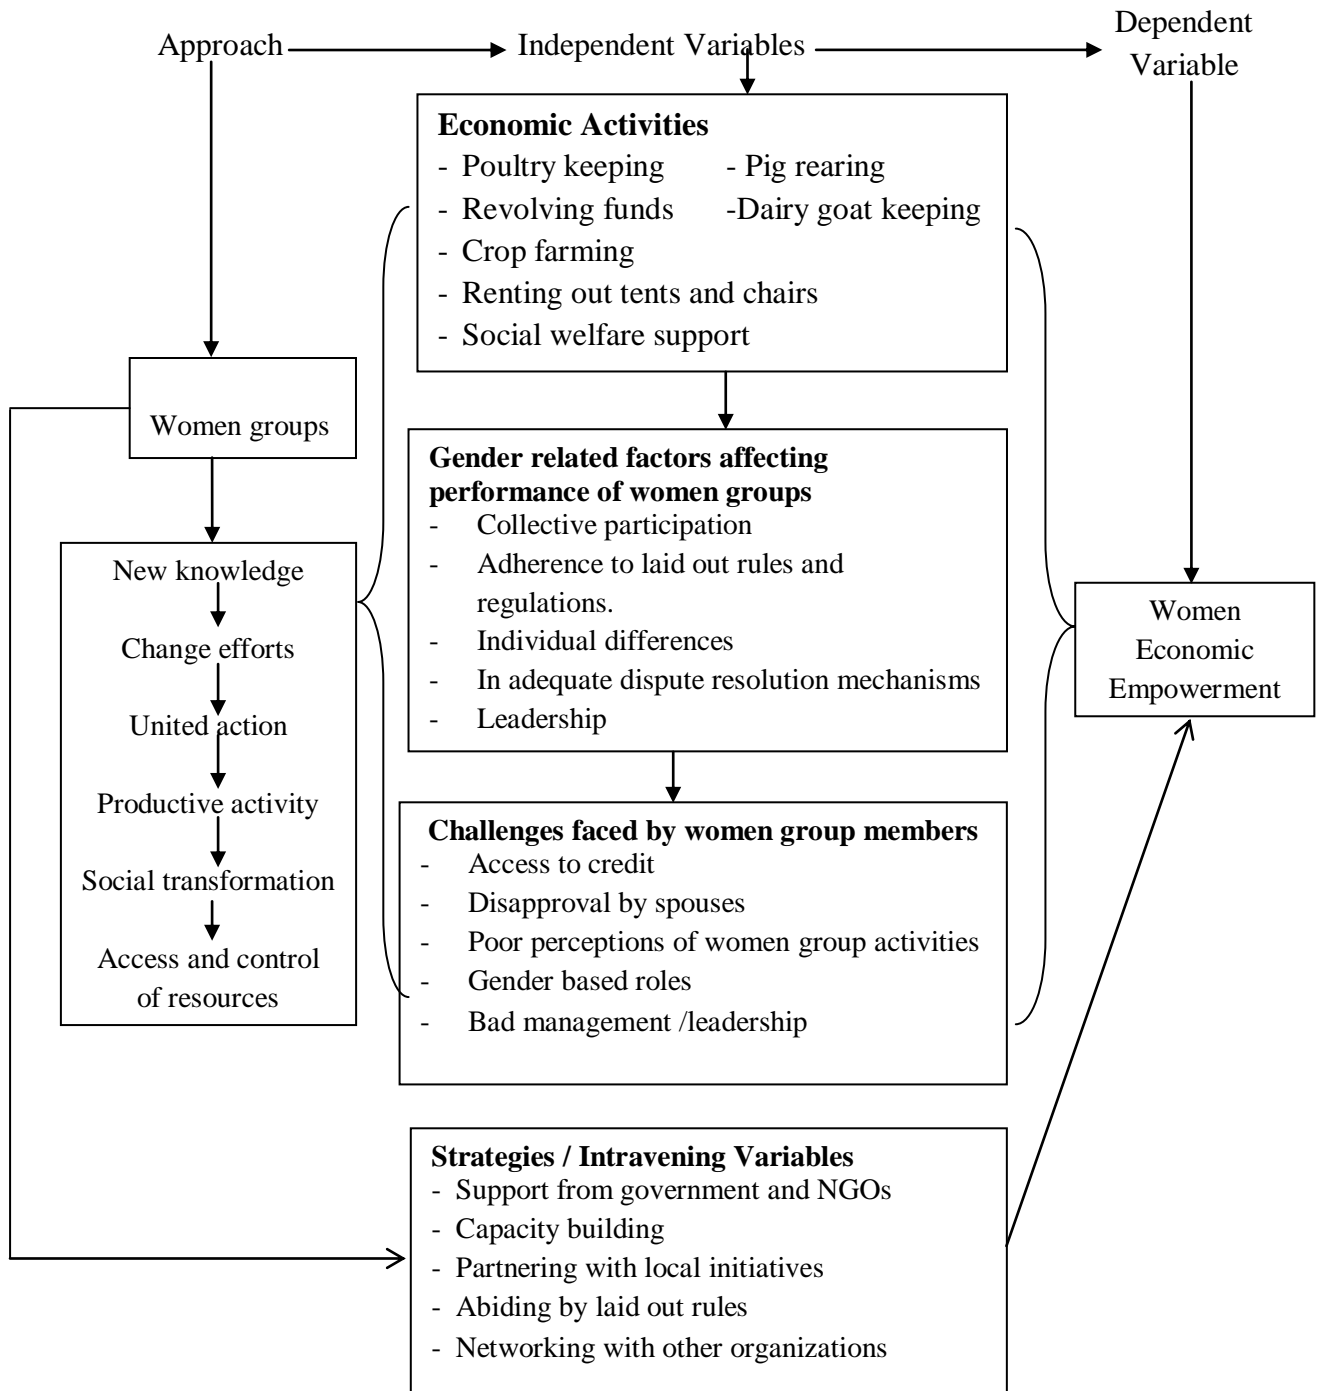 Approach
Independent Variables
Dependent
Variable
Economic Activities
- Poultry keeping - Pig rearing
- Revolving funds -Dairy goat keeping
- Crop farming
- Renting out tents and chairs
- Social welfare support
Women groups
New knowledge
Change efforts
United action
Productive activity
Social transformation
Access and control
of resources
Gender related factors affecting
performance of women groups
- Collective participation
- Adherence to laid out rules and
regulations.
- Individual differences
- In adequate dispute resolution mechanisms
- Leadership
Challenges faced by women group members
- Access to credit
- Disapproval by spouses
- Poor perceptions of women group activities
- Gender based roles
- Bad management /leadership
Strategies / Intravening Variables
- Support from government and NGOs
- Capacity building
- Partnering with local initiatives
- Abiding by laid out rules
- Networking with other organizations
Women
Economic
Empowerment